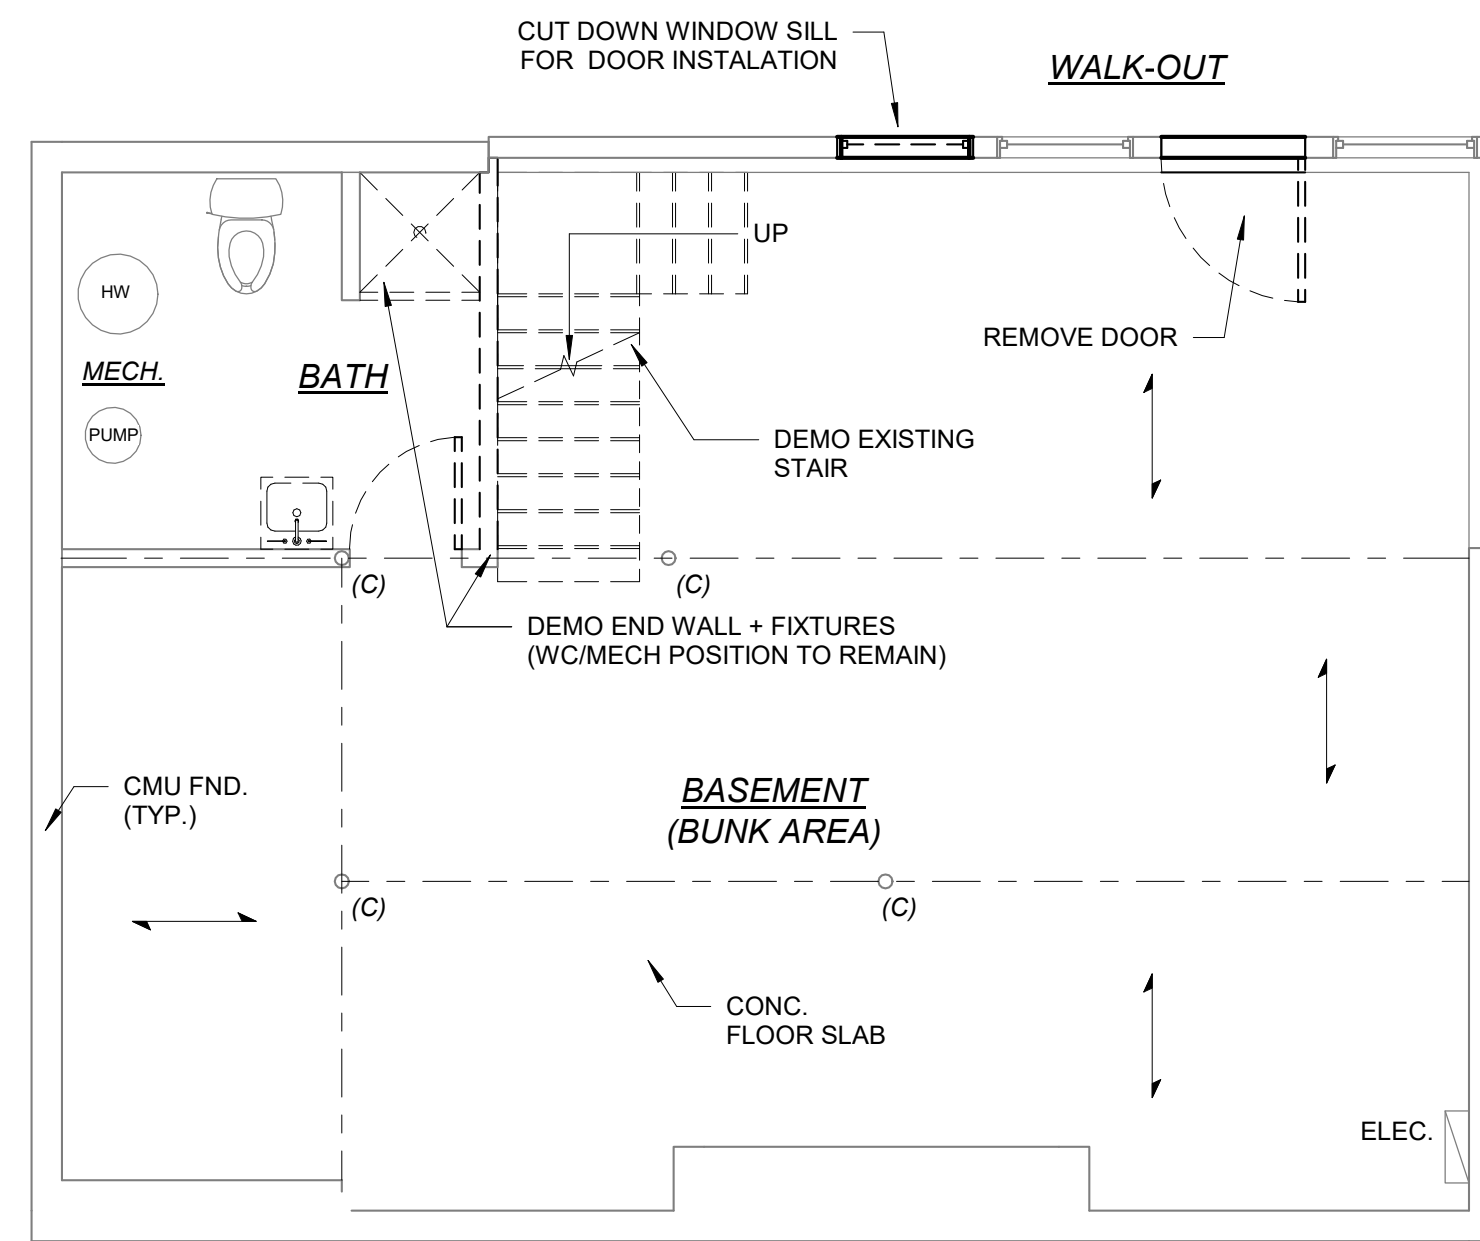 CUT DOWN WINDOW SILL
FOR DOOR INSTALATION
WALK-OUT
UP
HW
REMOVE DOOR
MECH.
BATH
PUMP
DEMO EXISTING
STAIR
(C)
(C)
DEMO END WALL + FIXTURES
(WC/MECH POSITION TO REMAIN)
CMU FND.
(TYP.)
BASEMENT
(BUNK AREA)
(C)
(C)
CONC.
FLOOR SLAB
ELEC.